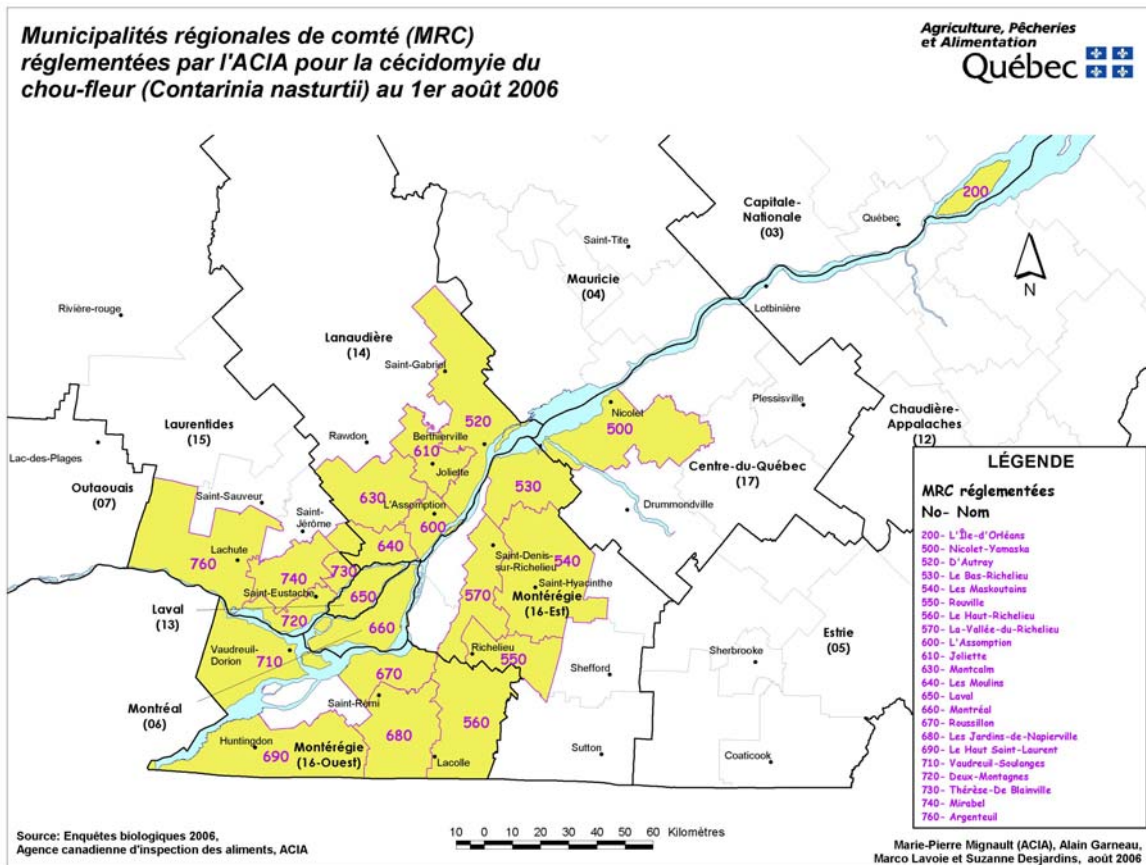 Municipalités régionales de comté (MRC)
réglementées par l'ACIA pour la cécidomyie du
chou-fleur (Contarinia nasturtii) au 1er août 2006
Agriculture, Pêcheries
et Alimentation
Québec
200
Capitale-
Nationale
(03)
Québec
Saint-Tite
Mauricie
(04)
N
Lotbinière
Rivière-rouge
Lanaudière
(14)
Saint-Gabriel
Nicolet
500
Plessisville
Chaudière-
Appalaches
(12)
Laurentides
(15)
Rawdon
520
Berthierville
610
Joliette
Lac-des-Plages
Outaouais
(07)
Centre-du-Québec
(17)
530
Drummondville
Saint-Sauveur
Saint-
Jérôme
630
L'Assomption
600
640
Saint-Denis-
sur-Richelieu
540
Lachute
760
740
730
Saint-Eustache
650
570
Saint-Hyacinthe
Montérégie
(16-Est)
Laval
(13)
720
660
Estrie
(05)
Vaudreuil-
Dorion
710
Richelieu
550
Shefford
Sherbrooke
670
Montréal
(06)
Saint-Rémi
560
680
Huntingdon
690
Montérégie
(16-Ouest)
Lacolle
Sutton
Coaticook
LÉGENDE
MRC réglementées
No- Nom
200- L'Île-d'Orléans
500- Nicolet-Yamaska
520- D'Autray
530- Le Bas-Richelieu
540- Les Maskoutains
550- Rouville
560- Le Haut-Richelieu
570- La-Vallée-du-Richelieu
600- L'Assomption
610- Joliette
630- Montcalm
640- Les Moulins
650- Laval
660- Montréal
670- Roussillon
680- Les Jardins-de-Napierville
690- Le Haut Saint-Laurent
710- Vaudreuil-Soulanges
720- Deux-Montagnes
730- Thérèse-De Blainville
740- Mirabel
760- Argenteuil
10 0 10 20 30 40 50 60 Kilomètres
Source: Enquêtes biologiques 2006,
Agence canadienne d'inspection des aliments, ACIA
Marie-Pierre Mignault (ACIA), Alain Garneau,
Marco Lavoie et Suzanne Desjardins, août 2006